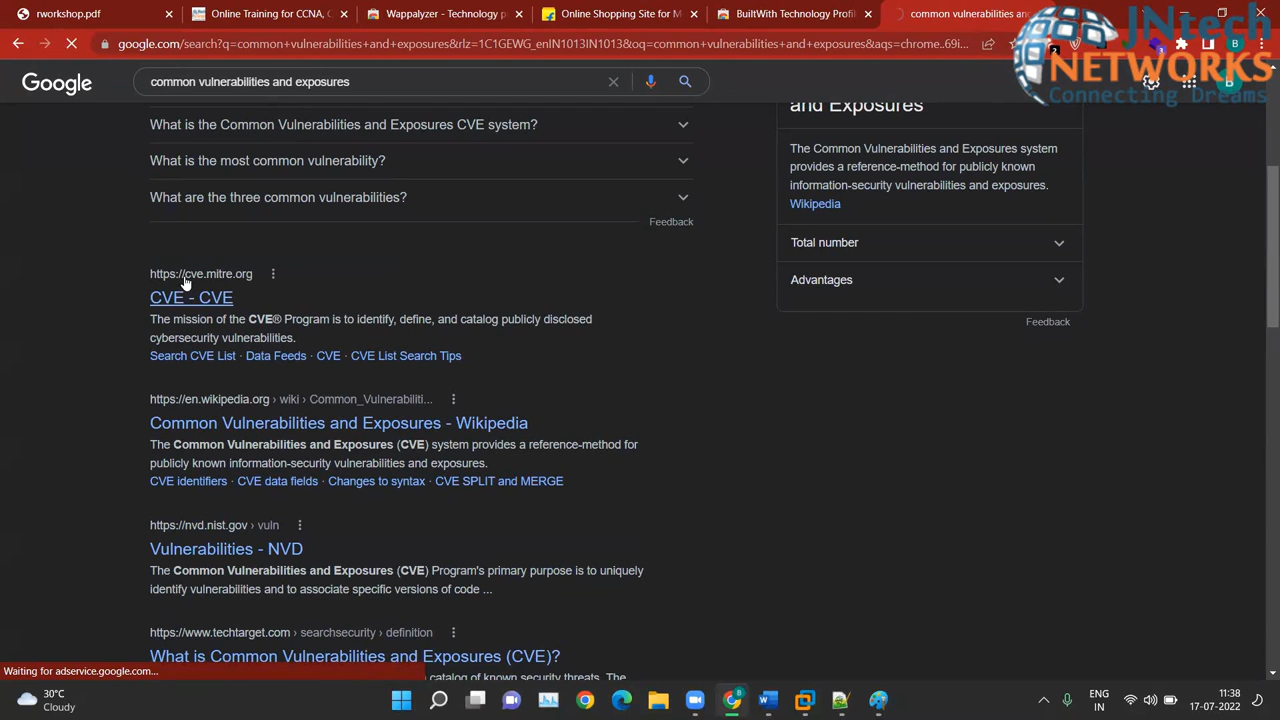 rworkshop.pdf
Online Training for CCNA, C
Wappalyzer - Technology p
Online Shopping Site for M
BuiltWith Technology Profil
common vulnerabilities an
google.com/search?q=common+vulnerabilities+and+exposures&rlz=1C1GEWG_enIN1013IN1013&oq=common+vulnerabilities+and+exposures&aqs=chrome..69i...
JNtech
NETWORKS
Connecting Dreams
Google
common vulnerabilities and exposures
and Exposures
What is the Common Vulnerabilities and Exposures CVE system?
What is the most common vulnerability?
What are the three common vulnerabilities?
Feedback
The Common Vulnerabilities and Exposures system
provides a reference-method for publicly known
information-security vulnerabilities and exposures.
Wikipedia
Total number
Advantages
Feedback
https://cve.mitre.org
CVE - CVE
The mission of the CVE® Program is to identify, define, and catalog publicly disclosed
cybersecurity vulnerabilities.
Search CVE List · Data Feeds · CVE · CVE List Search Tips
https://en.wikipedia.org › wiki › Common_Vulnerabiliti...
Common Vulnerabilities and Exposures - Wikipedia
The Common Vulnerabilities and Exposures (CVE) system provides a reference-method for
publicly known information-security vulnerabilities and exposures.
CVE identifiers · CVE data fields · Changes to syntax · CVE SPLIT and MERGE
https://nvd.nist.gov › vuln
Vulnerabilities - NVD
The Common Vulnerabilities and Exposures (CVE) Program's primary purpose is to uniquely
identify vulnerabilities and to associate specific versions of code ...
https://www.techtarget.com › searchsecurity › definition
What is Common Vulnerabilities and Exposures (CVE)?
catalog of known security threats. The
Waiting for adservice.google.com...
30°C
Cloudy
ENG
IN
11:38
17-07-2022